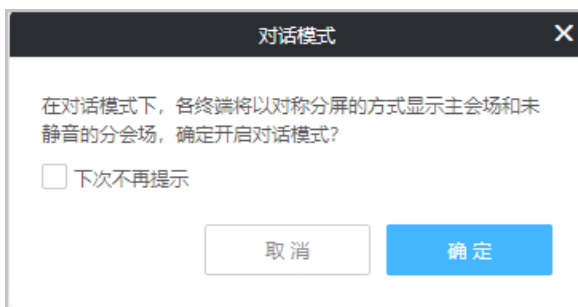 对话模式
在对话模式下，各终端将以对称分屏的方式显示主会场和未
静音的分会场，确定开启对话模式？
下次不再提示
取消
确定